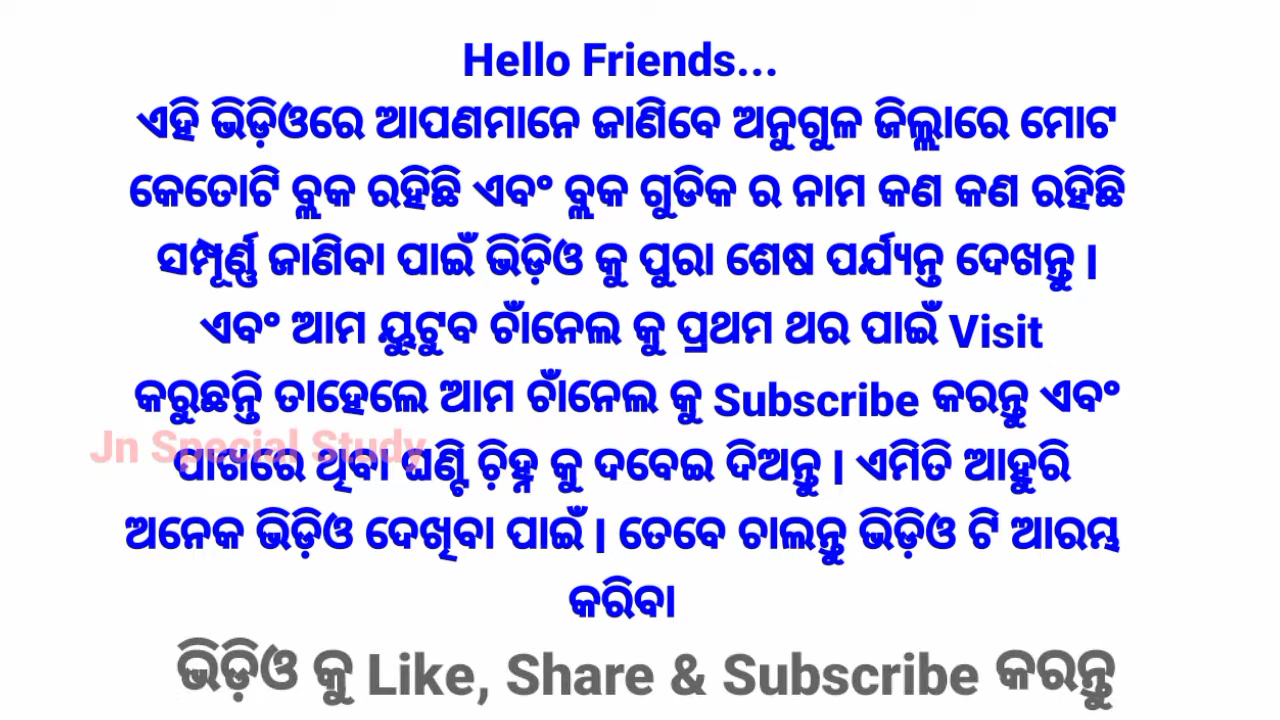 Hello Friends...
ଏହି ଭିଡ଼ିଓରେ ଆପଣମାନେ ଜାଣିବେ ଅନୁଗୁଳ ଜିଲ୍ଲାରେ ମୋଟ
କେତୋଟି ବ୍ଲକ ରହିଛି ଏବଂ ବ୍ଲକ ଗୁଡିକ ର ନାମ କଣ କଣ ରହିଛି
ସମ୍ପୂର୍ଣ୍ଣ ଜାଣିବା ପାଇଁ ଭିଡ଼ିଓ କୁ ପୁରା ଶେଷ ପର୍ଯ୍ୟନ୍ତ ଦେଖନ୍ତୁ |
ଏବଂ ଆମ ୟୁଟୁବ ଚାଁନେଲ କୁ ପ୍ରଥମ ଥର ପାଇଁ Visit
କରୁଛନ୍ତି ତାହେଲେ ଆମ ଚାଁନେଲ କୁ Subscribe କରନ୍ତୁ ଏବଂ
Jn Special Study
ପାଖରେ ଥିବା ଘଣ୍ଟି ଚ଼ିହ୍ନ କୁ ଦବେଇ ଦିଅନ୍ତୁ | ଏମିତି ଆହୁରି
ଅନେକ ଭିଡ଼ିଓ ଦେଖିବା ପାଇଁ | ତେବେ ଚାଲନ୍ତୁ ଭିଡ଼ିଓ ଟି ଆରମ୍ଭ
କରିବା
ଭିଡ଼ିଓ କୁ Like, Share & Subscribe କରନ୍ତୁ